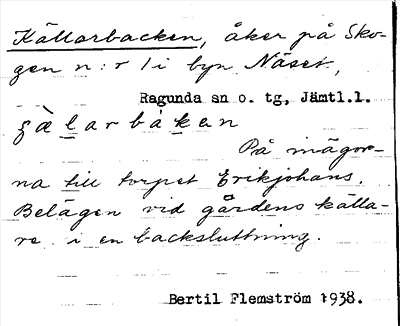 Källarbacken, åker på Sko-
gen n:r 1 i byn Näset,
Ragunda sn o. tg, Jämtl.l.
På inägor-
na till torpet Erikjohans.
Belägen vid gårdens källa-
re i en backsluttning.
Bertil Flemström 1938.